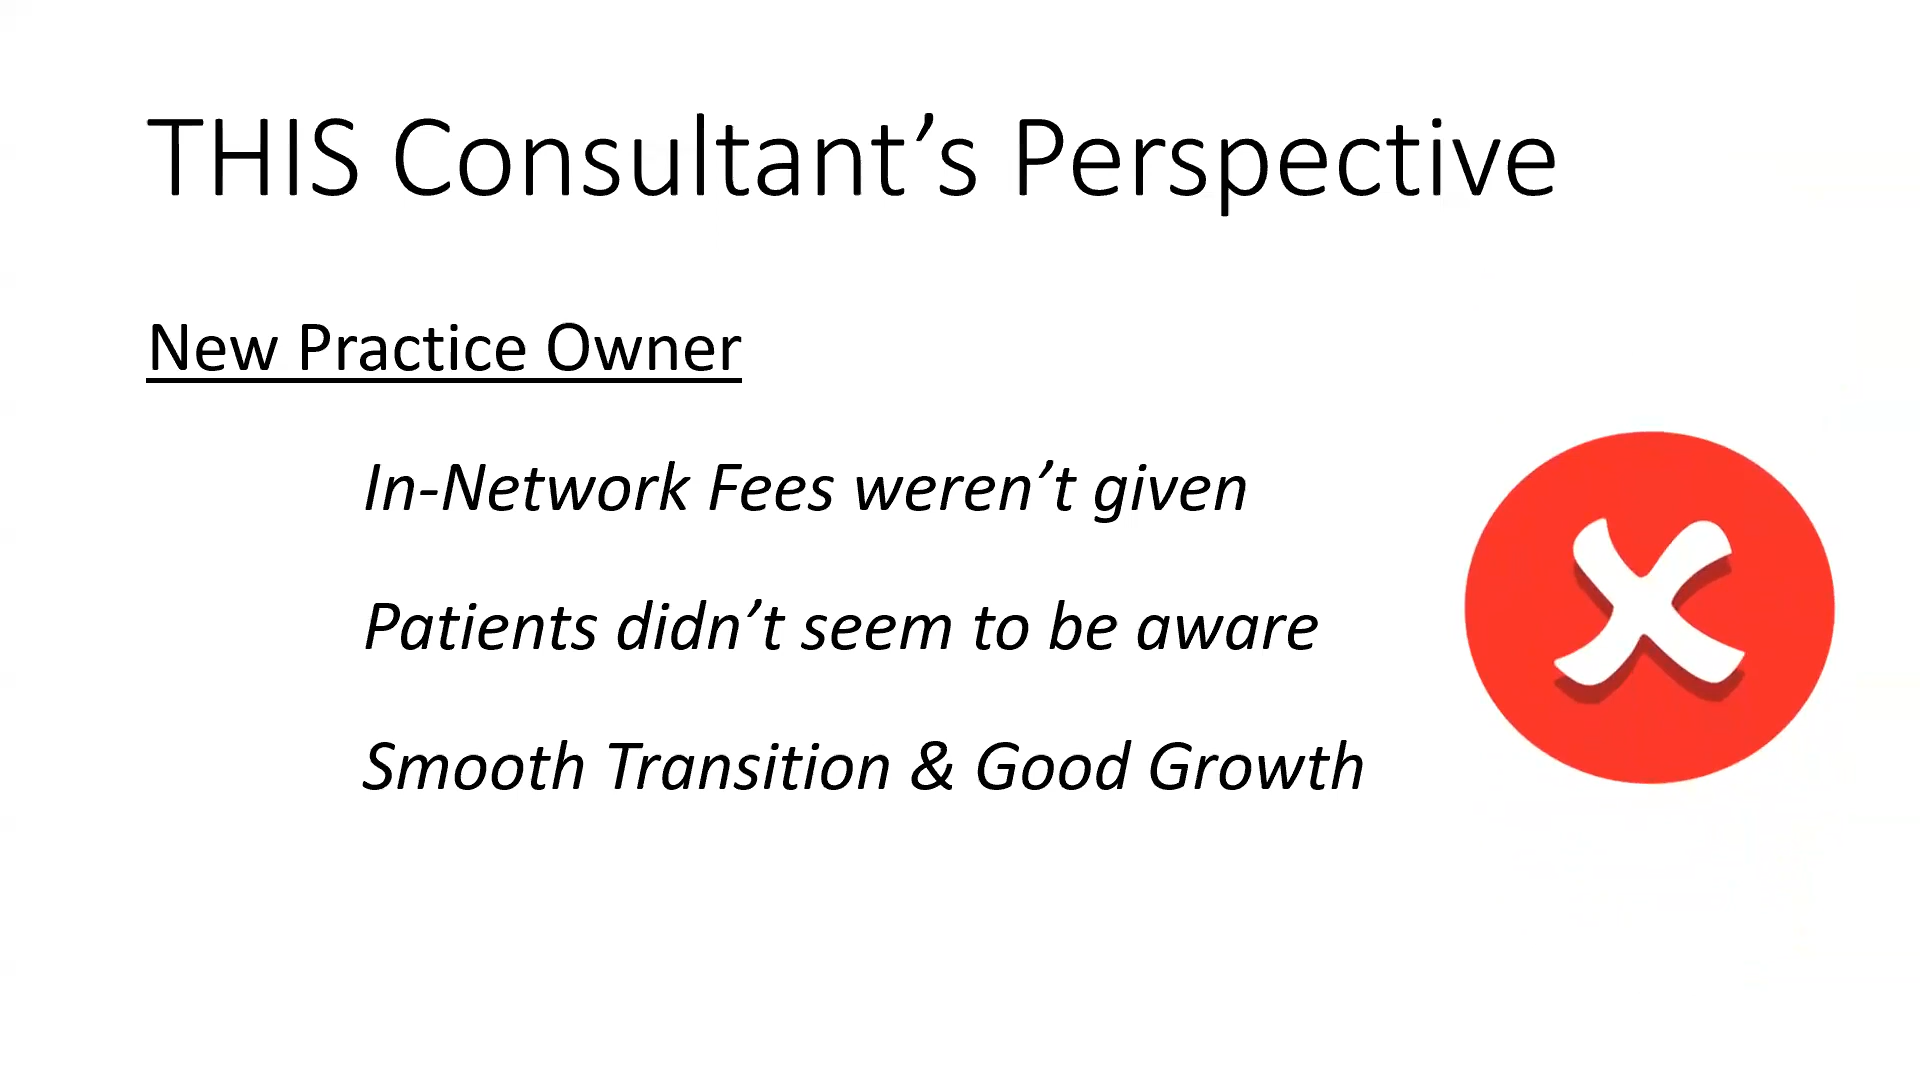 THIS Consultant’s Perspective
New Practice Owner
In-Network Fees weren’t given
Patients didn’t seem to be aware
Smooth Transition & Good Growth